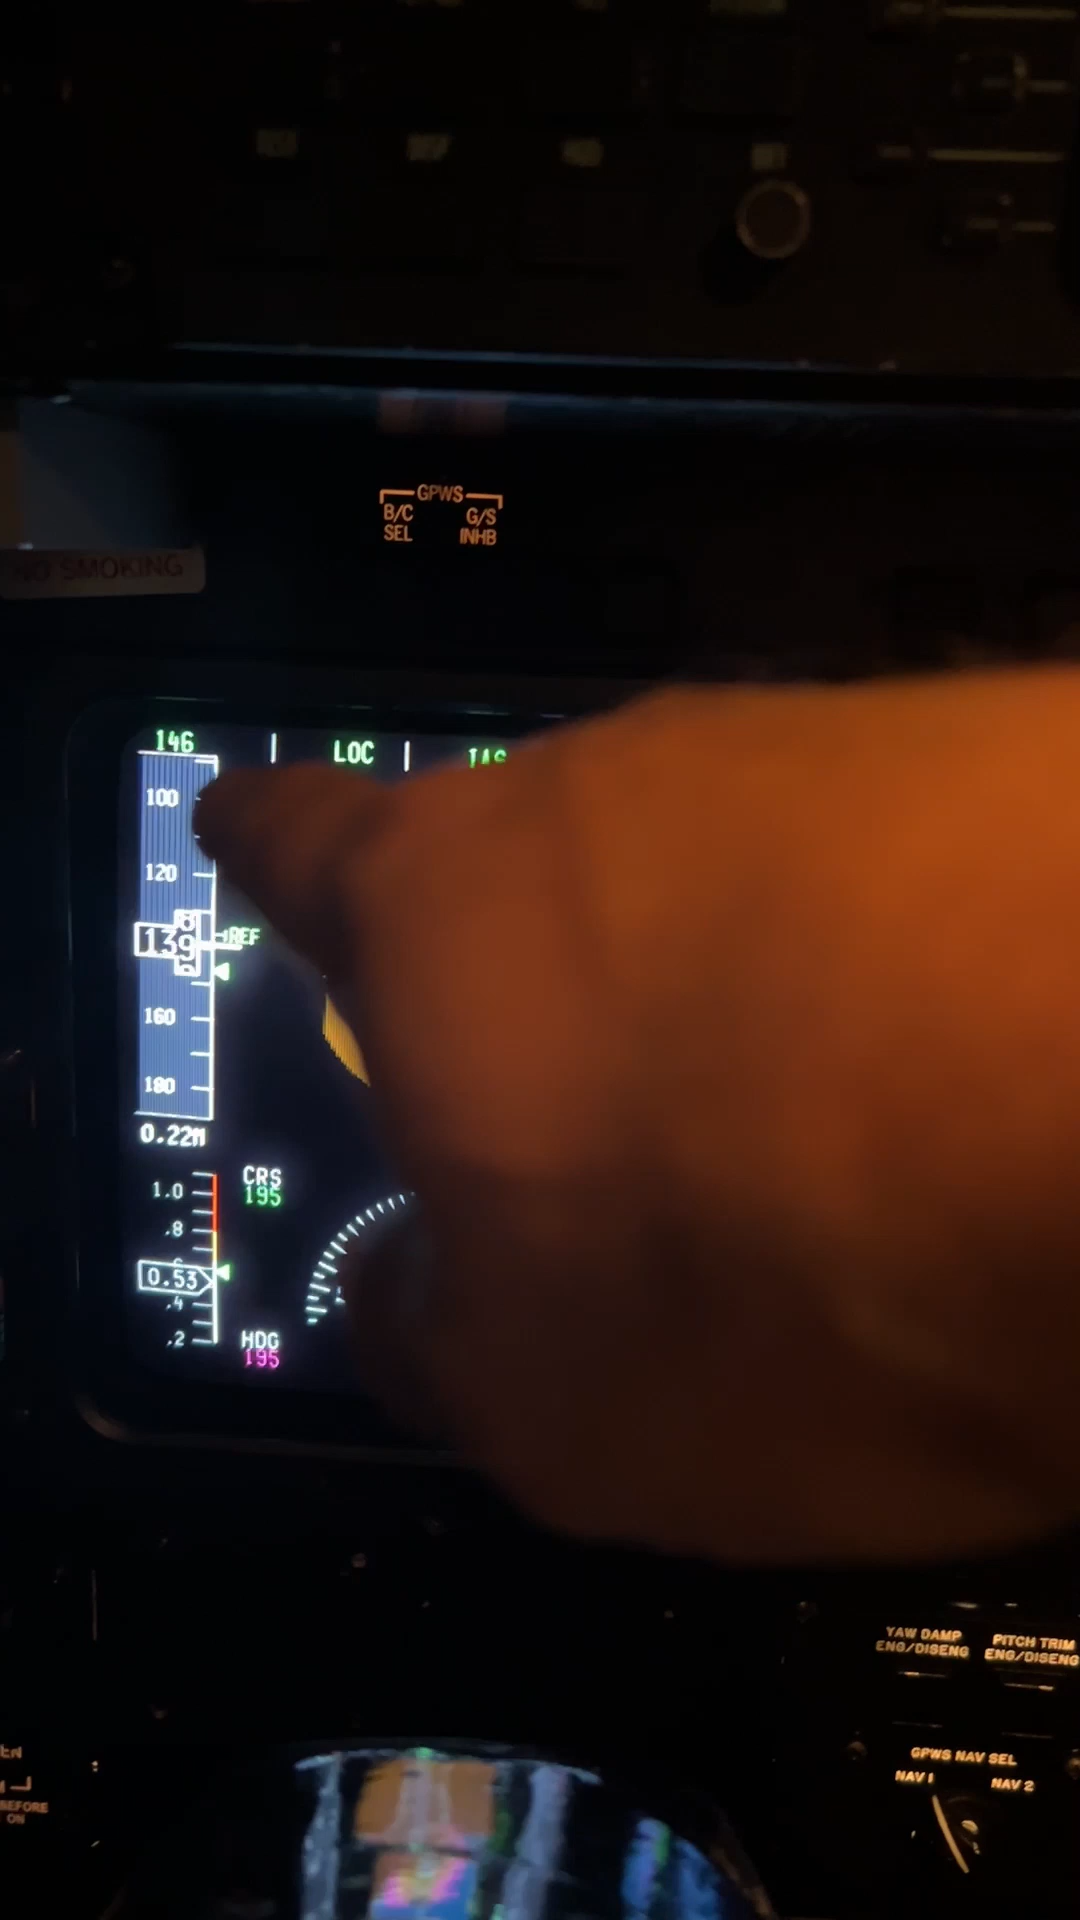 GPWS
B/C G/S
SEL INHB
NO SMOKING
146 LOC IAS
100
120
139 REF
160
180
0.22M
1.0
.8
0.53
.4
.2
CRS
195
HDG
195
YAW DAMP PITCH TRIM
ENG/DISENG ENG/DISENG
GPWS NAV SEL
NAV 1 NAV 2
BEFORE
ON